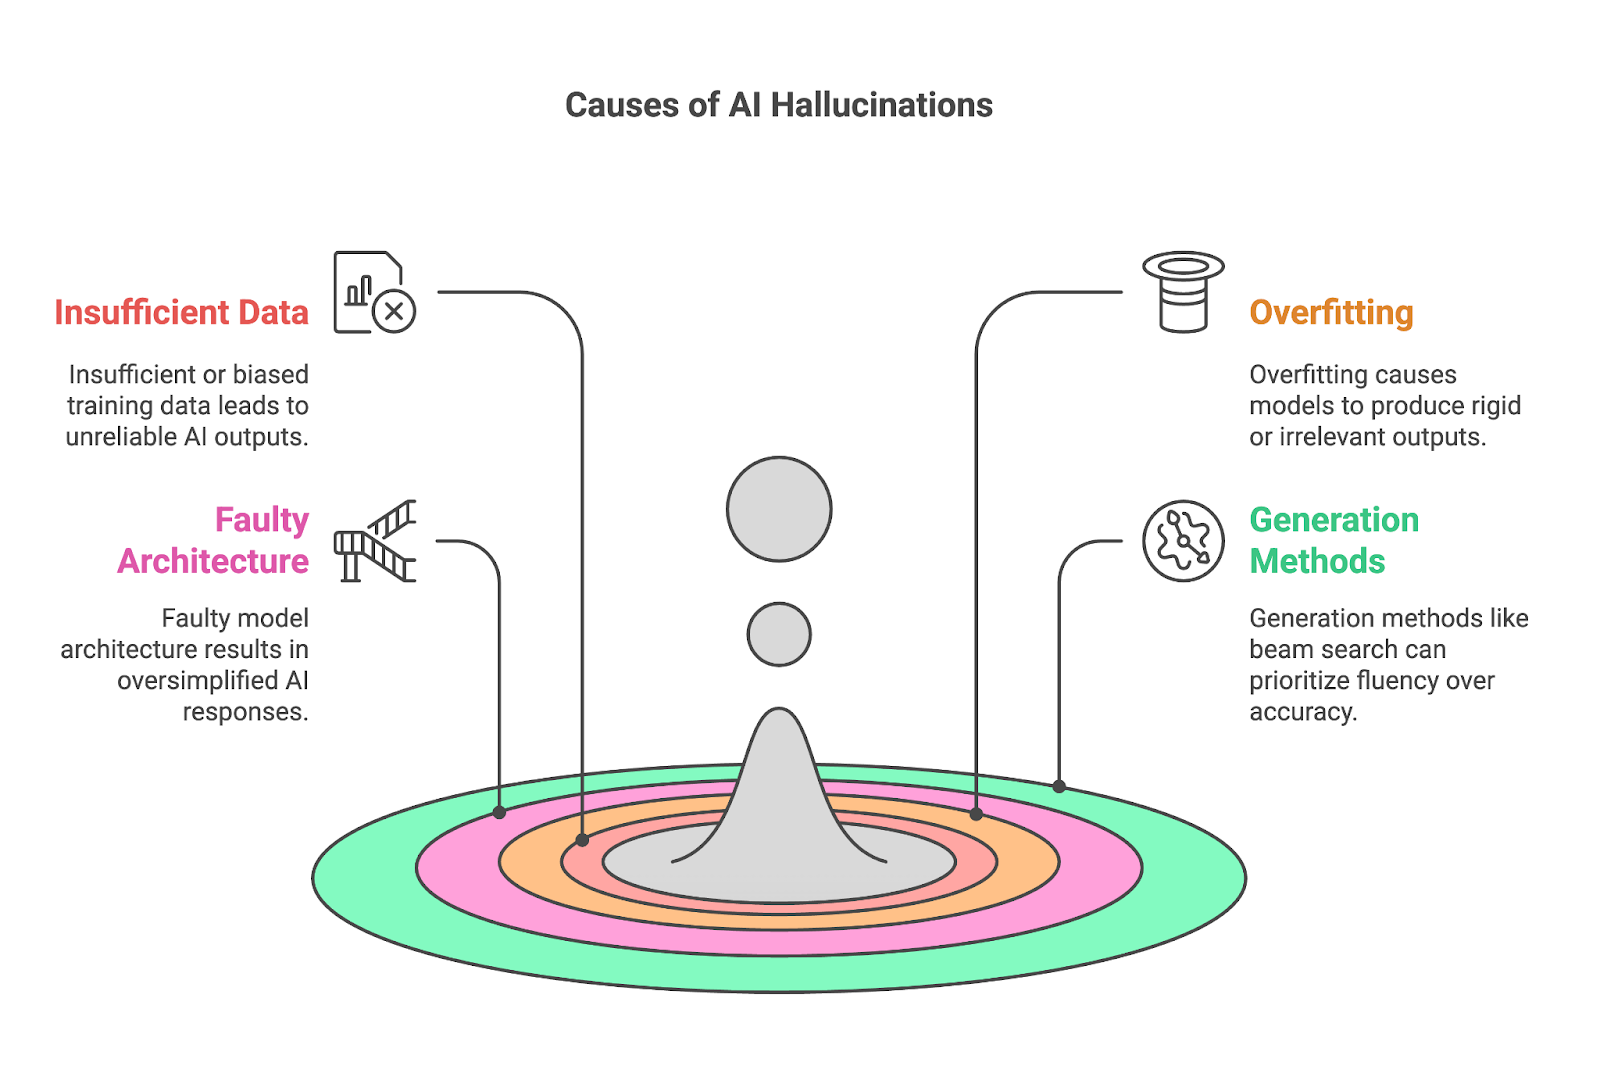 Causes of AI Hallucinations
Insufficient Data
Insufficient or biased
training data leads to
unreliable AI outputs.
Faulty
Architecture
Faulty model
architecture results in
oversimplified AI
responses.
Overfitting
Overfitting causes
models to produce rigid
or irrelevant outputs.
Generation
Methods
Generation methods like
beam search can
prioritize fluency over
accuracy.